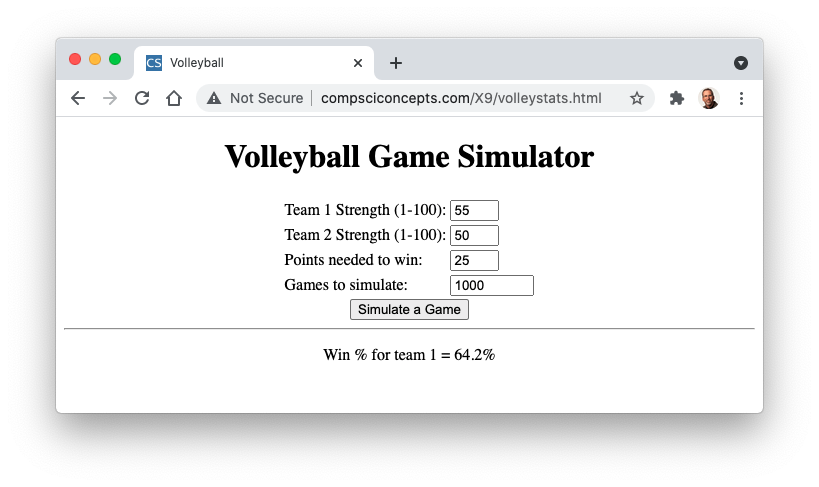 CS Volleyball
Not Secure compsciconcepts.com/X9/volleystats.html
Volleyball Game Simulator
Team 1 Strength (1-100): 55
Team 2 Strength (1-100): 50
Points needed to win: 25
Games to simulate: 1000
Simulate a Game
Win % for team 1 = 64.2%